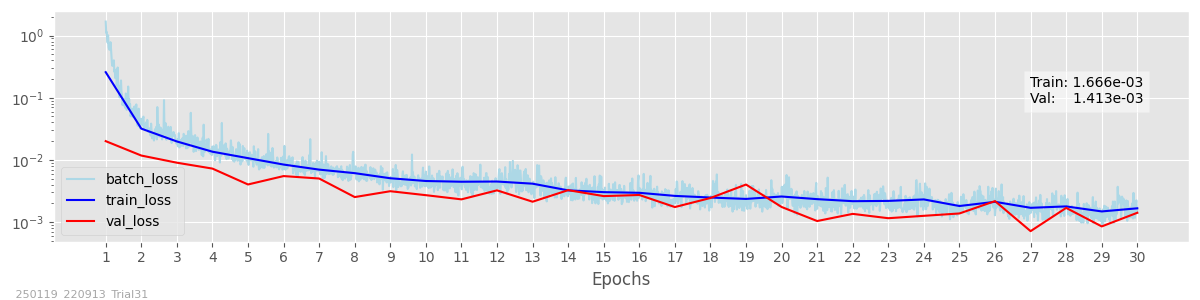 10⁰
10⁻¹
10⁻²
10⁻³
Train: 1.666e-03
Val: 1.413e-03
batch_loss
train_loss
val_loss
1 2 3 4 5 6 7 8 9 10 11 12 13 14 15 16 17 18 19 20 21 22 23 24 25 26 27 28 29 30
Epochs
250119_220913_Trial31